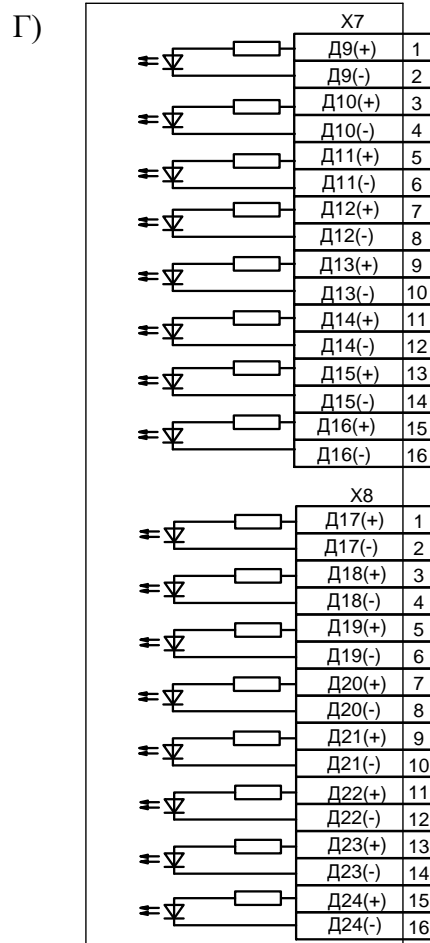 Г)
X7
Д9(+) 1
Д9(-) 2
Д10(+) 3
Д10(-) 4
Д11(+) 5
Д11(-) 6
Д12(+) 7
Д12(-) 8
Д13(+) 9
Д13(-) 10
Д14(+) 11
Д14(-) 12
Д15(+) 13
Д15(-) 14
Д16(+) 15
Д16(-) 16
X8
Д17(+) 1
Д17(-) 2
Д18(+) 3
Д18(-) 4
Д19(+) 5
Д19(-) 6
Д20(+) 7
Д20(-) 8
Д21(+) 9
Д21(-) 10
Д22(+) 11
Д22(-) 12
Д23(+) 13
Д23(-) 14
Д24(+) 15
Д24(-) 16